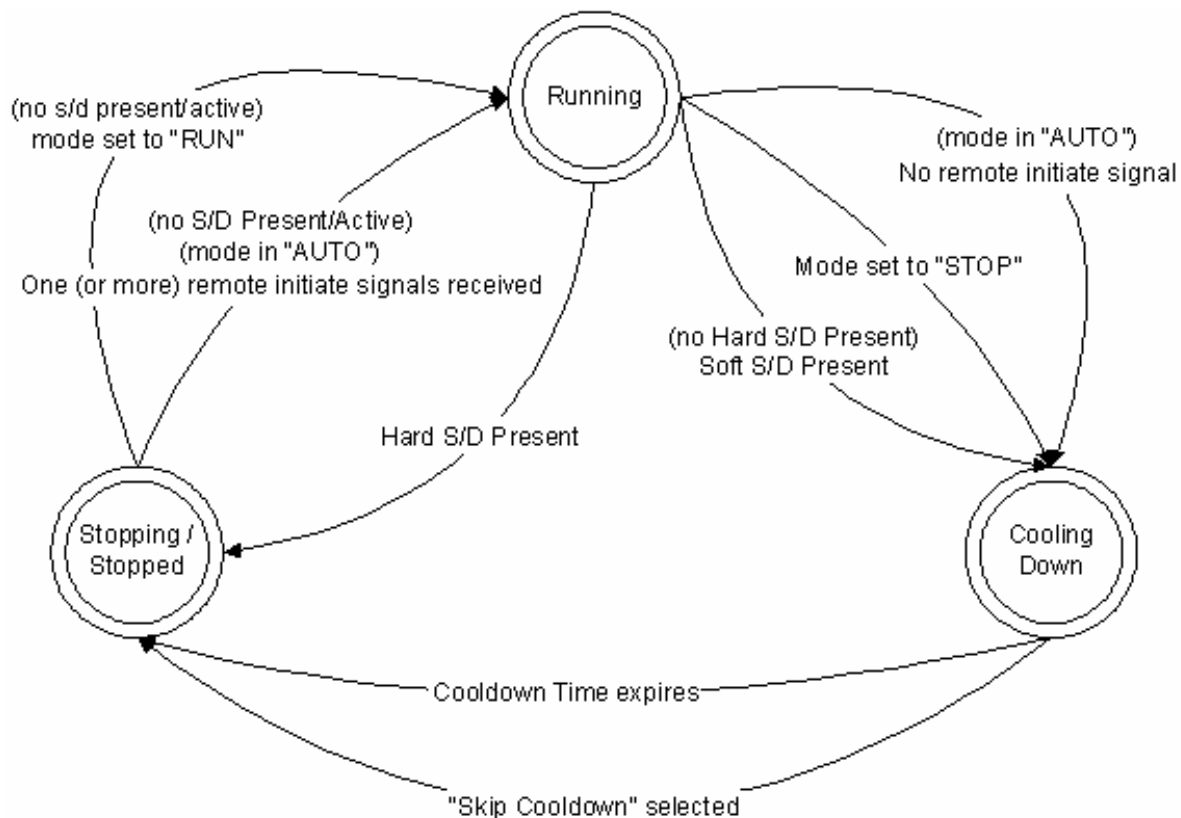 Running
(no s/d present/active)
mode set to "RUN"
(mode in "AUTO")
No remote initiate signal
(no S/D Present/Active)
(mode in "AUTO")
One (or more) remote initiate signals received
Mode set to "STOP"
(no Hard S/D Present)
Soft S/D Present
Hard S/D Present
Stopping /
Stopped
Cooling
Down
Cooldown Time expires
"Skip Cooldown" selected